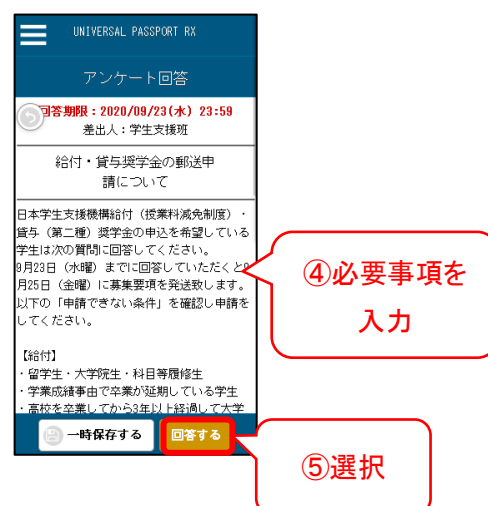 UNIVERSAL PASSPORT RX
アンケート回答
回答期限：2020/09/23(水) 23:59
差出人：学生支援班
給付・貸与奨学金の郵送申
請について
日本学生支援機構給付（授業料減免制度）・
貸与（第二種）奨学金の申込を希望している
学生は次の質問に回答してください。
9月23日（水曜）までに回答していただくと9
月25日（金曜）に募集要項を発送致します。
以下の「申請できない条件」を確認し申請を
してください。
【給付】
・留学生・大学院生・科目等履修生
・学業成績事由で卒業が延期している学生
・高校を卒業してから3年以上経過して大学
一時保存する
回答する
④必要事項を
入力
⑤選択